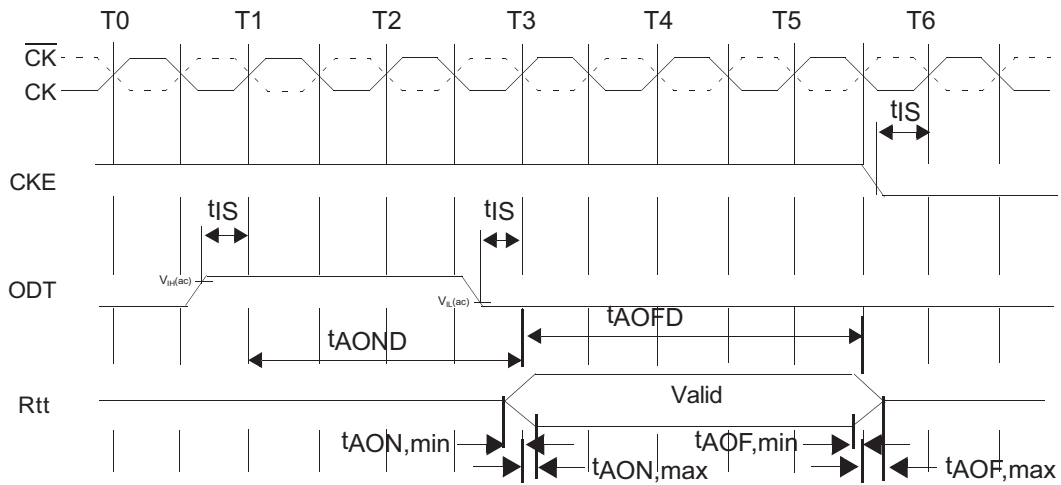 T0 T1 T2 T3 T4 T5 T6
CK
CK
tIS
CKE
tIS
tIS
VIH(ac)
ODT
VIL(ac)
tAOND
tAOFD
Rtt
Valid
tAON,min
tAOF,min
tAON,max
tAOF,max